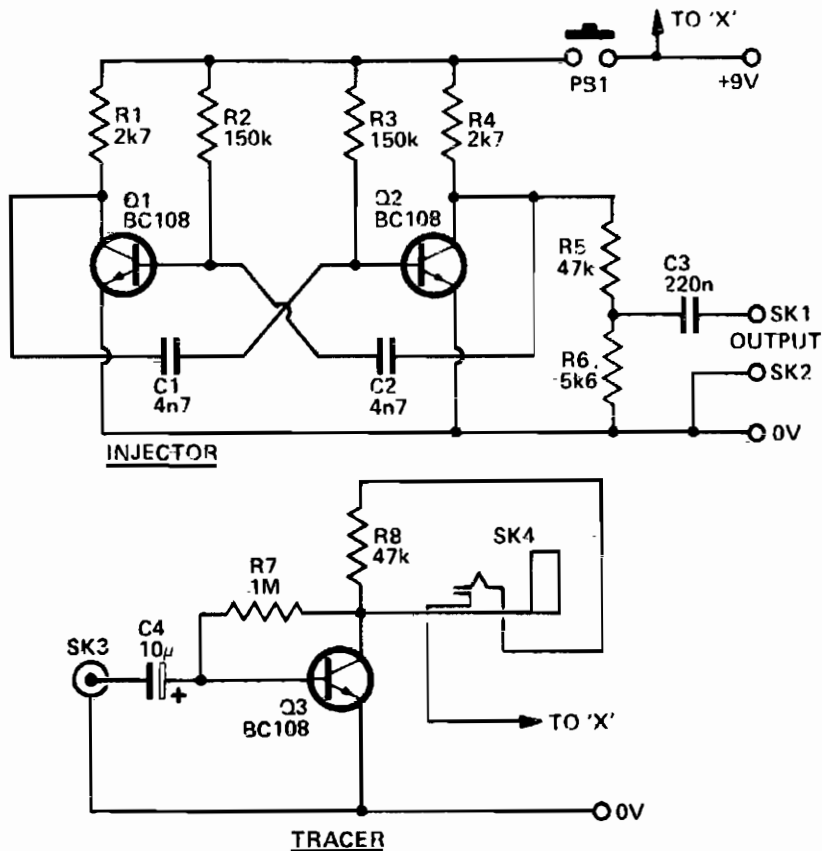 TO 'X'
PB1
+9V
R1
2k7
R2
150k
R3
150k
R4
2k7
Q1
BC108
Q2
BC108
R5
47k
C3
220n
SK1
OUTPUT
SK2
R6
5k6
C1
4n7
C2
4n7
0V
INJECTOR
R8
47k
SK4
R7
1M
C4
10µ
+
SK3
Q3
BC108
TO 'X'
0V
TRACER